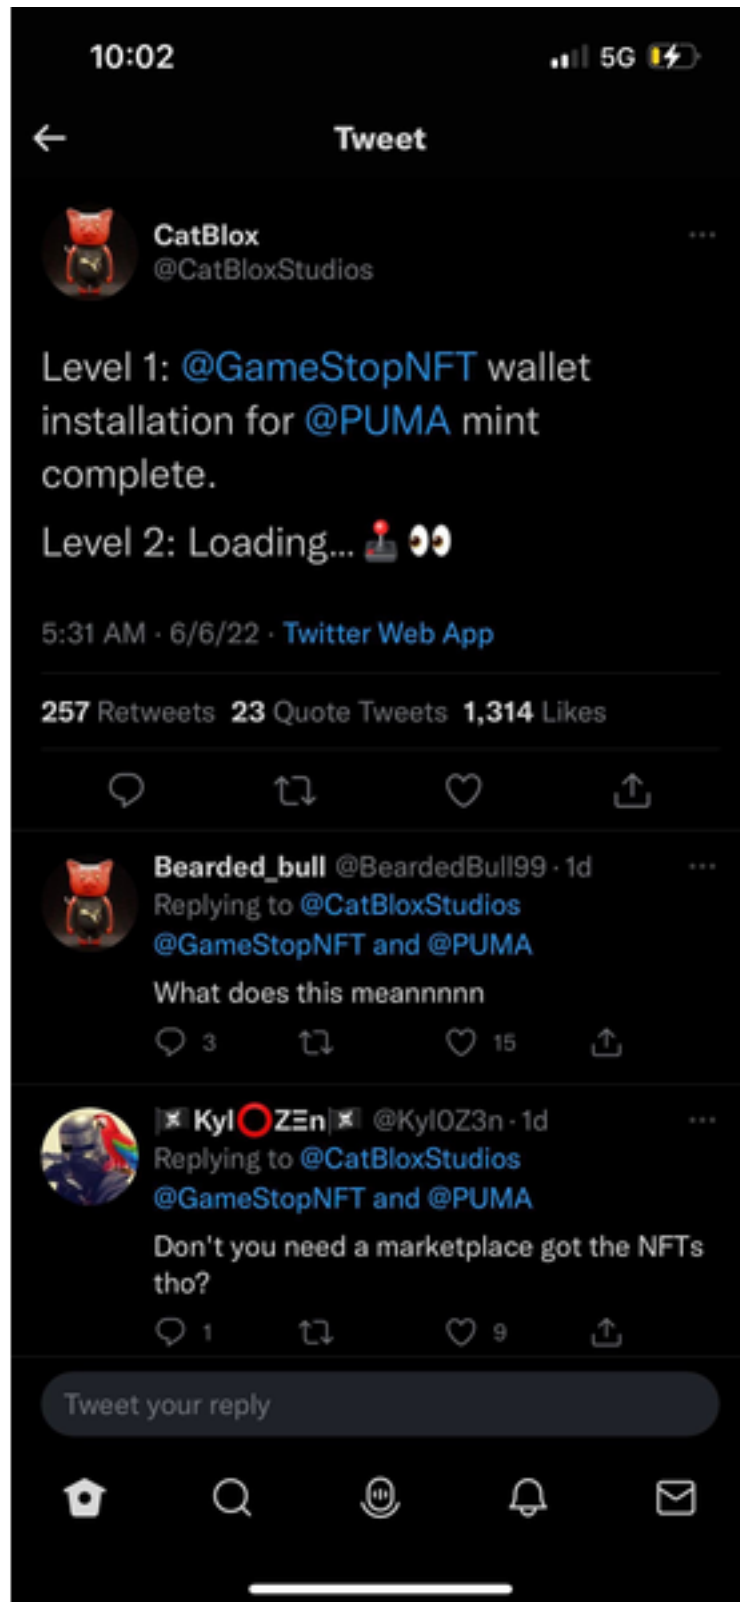 10:02
5G
Tweet
CatBlox
@CatBloxStudios
Level 1: @GameStopNFT wallet
installation for @PUMA mint
complete.
Level 2: Loading... 🕹️ 👀
5:31 AM · 6/6/22 · Twitter Web App
257 Retweets 23 Quote Tweets 1,314 Likes
Bearded_bull @BeardedBull99 · 1d
Replying to @CatBloxStudios
@GameStopNFT and @PUMA
What does this meannnnn
3 15
🏴‍☠️Kyl⭕ZΞn🏴‍☠️ @Kyl0Z3n · 1d
Replying to @CatBloxStudios
@GameStopNFT and @PUMA
Don't you need a marketplace got the NFTs
tho?
1 9
Tweet your reply